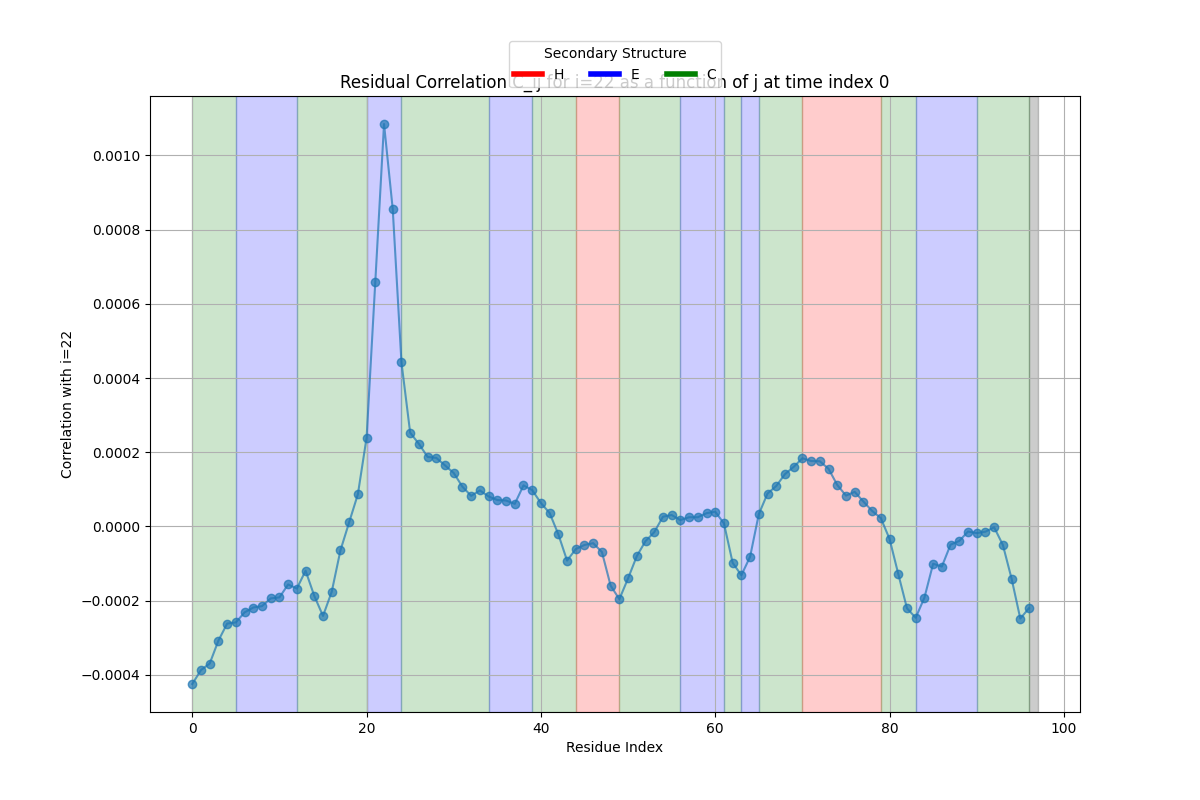 Secondary Structure
H E C
Residual Correlation C_ij for i=22 as a function of j at time index 0
0.0010
0.0008
0.0006
0.0004
0.0002
0.0000
−0.0002
−0.0004
Correlation with i=22
0 20 40 60 80 100
Residue Index